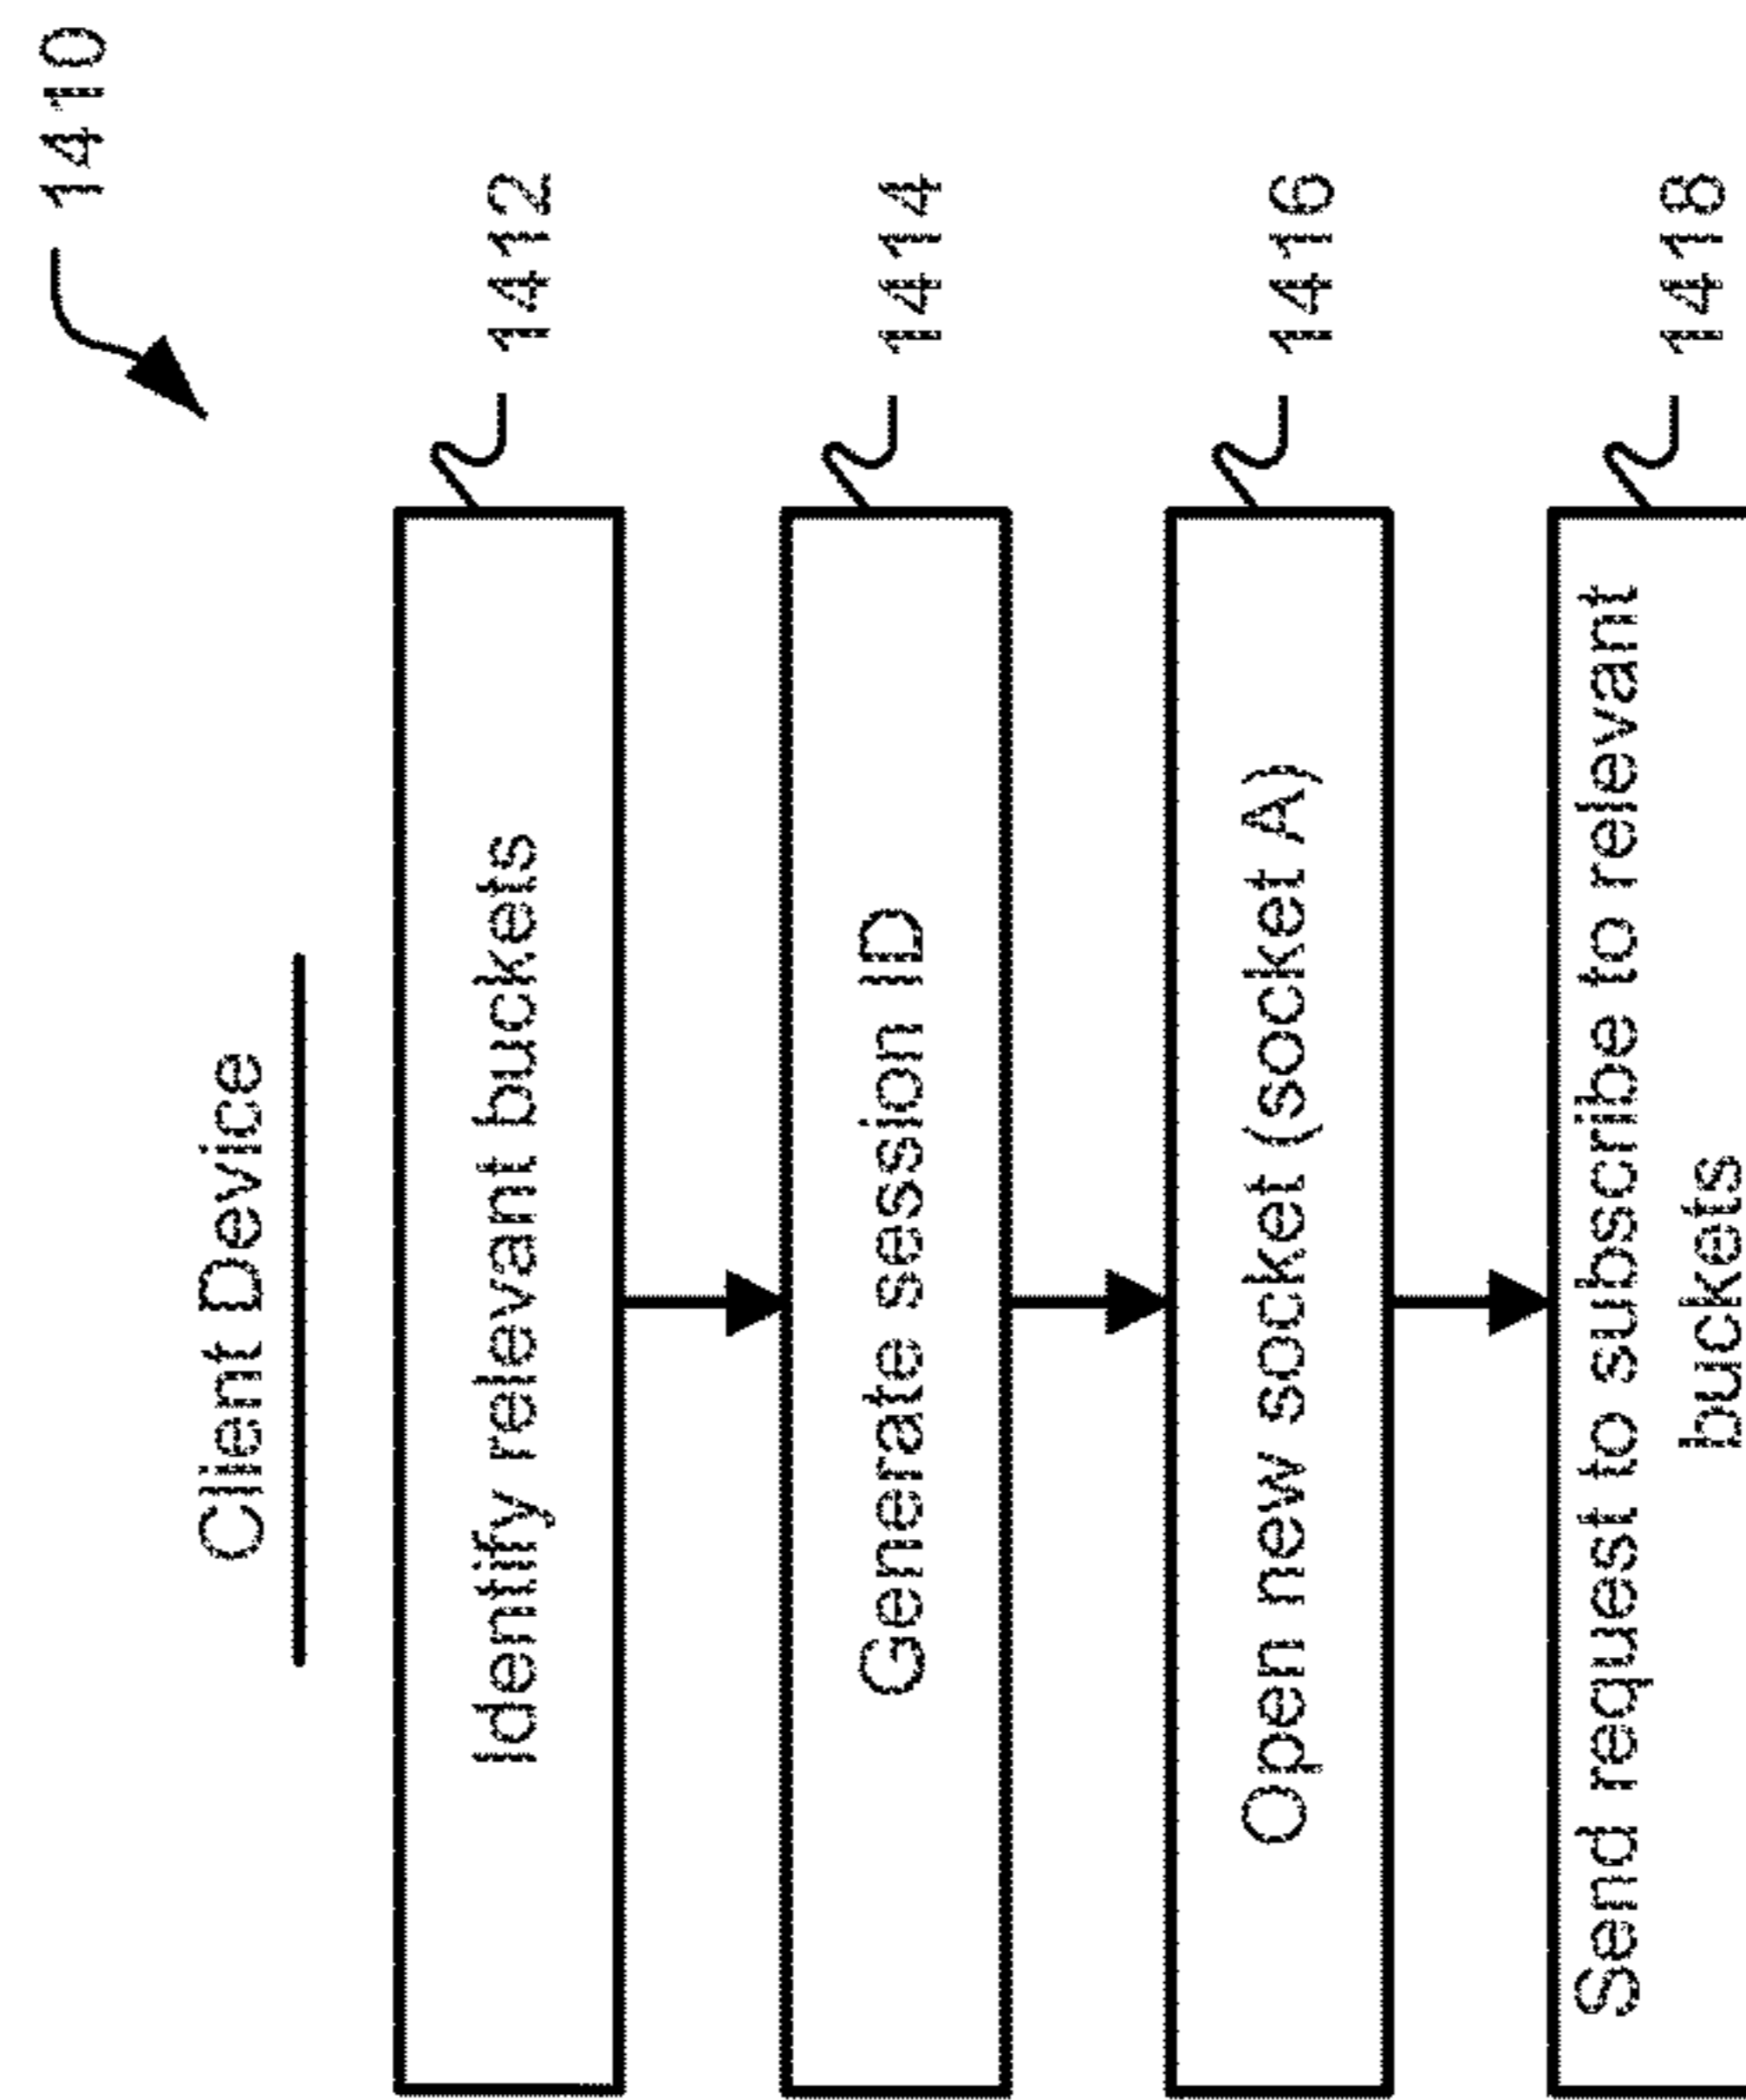 1410
Client Device
Identify relevant buckets
1412
Generate session ID
1414
Open new socket (socket A)
1416
Send request to subscribe to relevant
buckets
1418